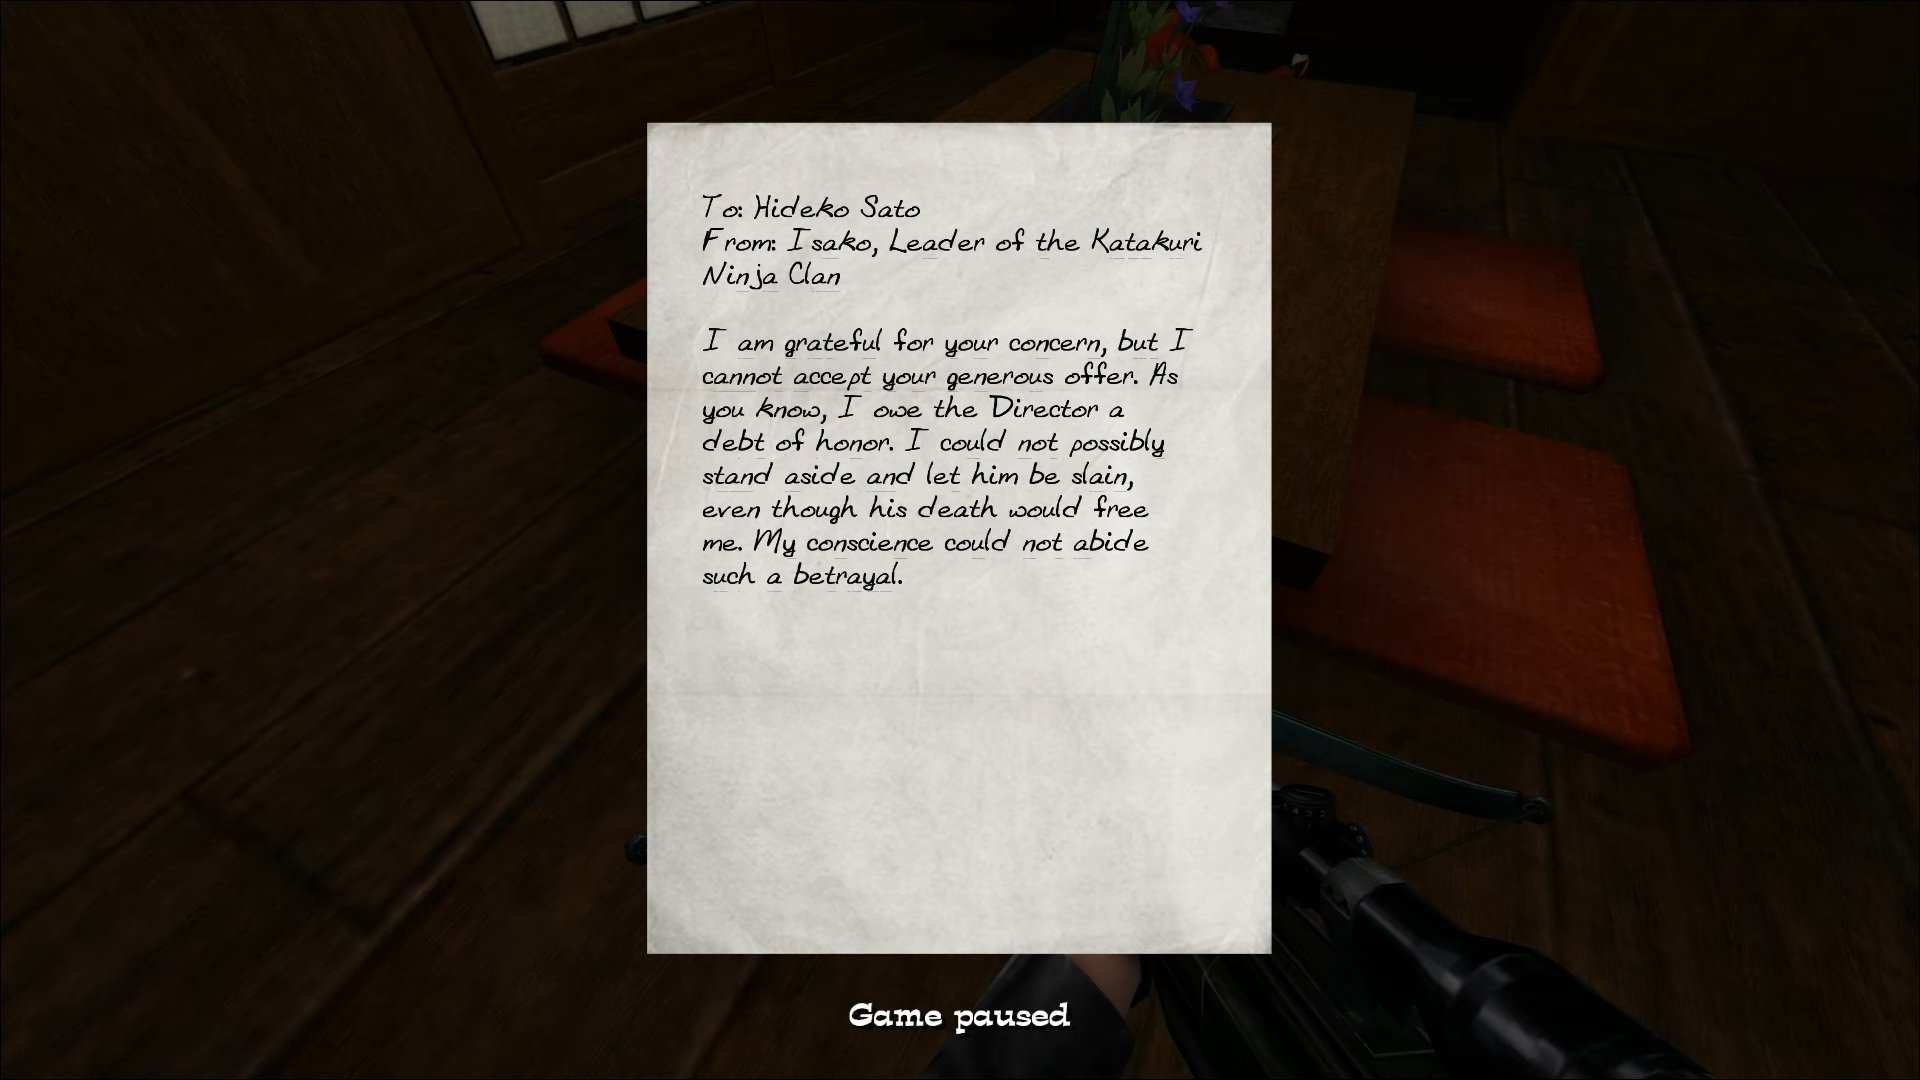 To: Hideko Sato
From: Isako, Leader of the Katakuri
Ninja Clan
I am grateful for your concern, but I
cannot accept your generous offer. As
you know, I owe the Director a
debt of honor. I could not possibly
stand aside and let him be slain,
even though his death would free
me. My conscience could not abide
such a betrayal.
Game paused